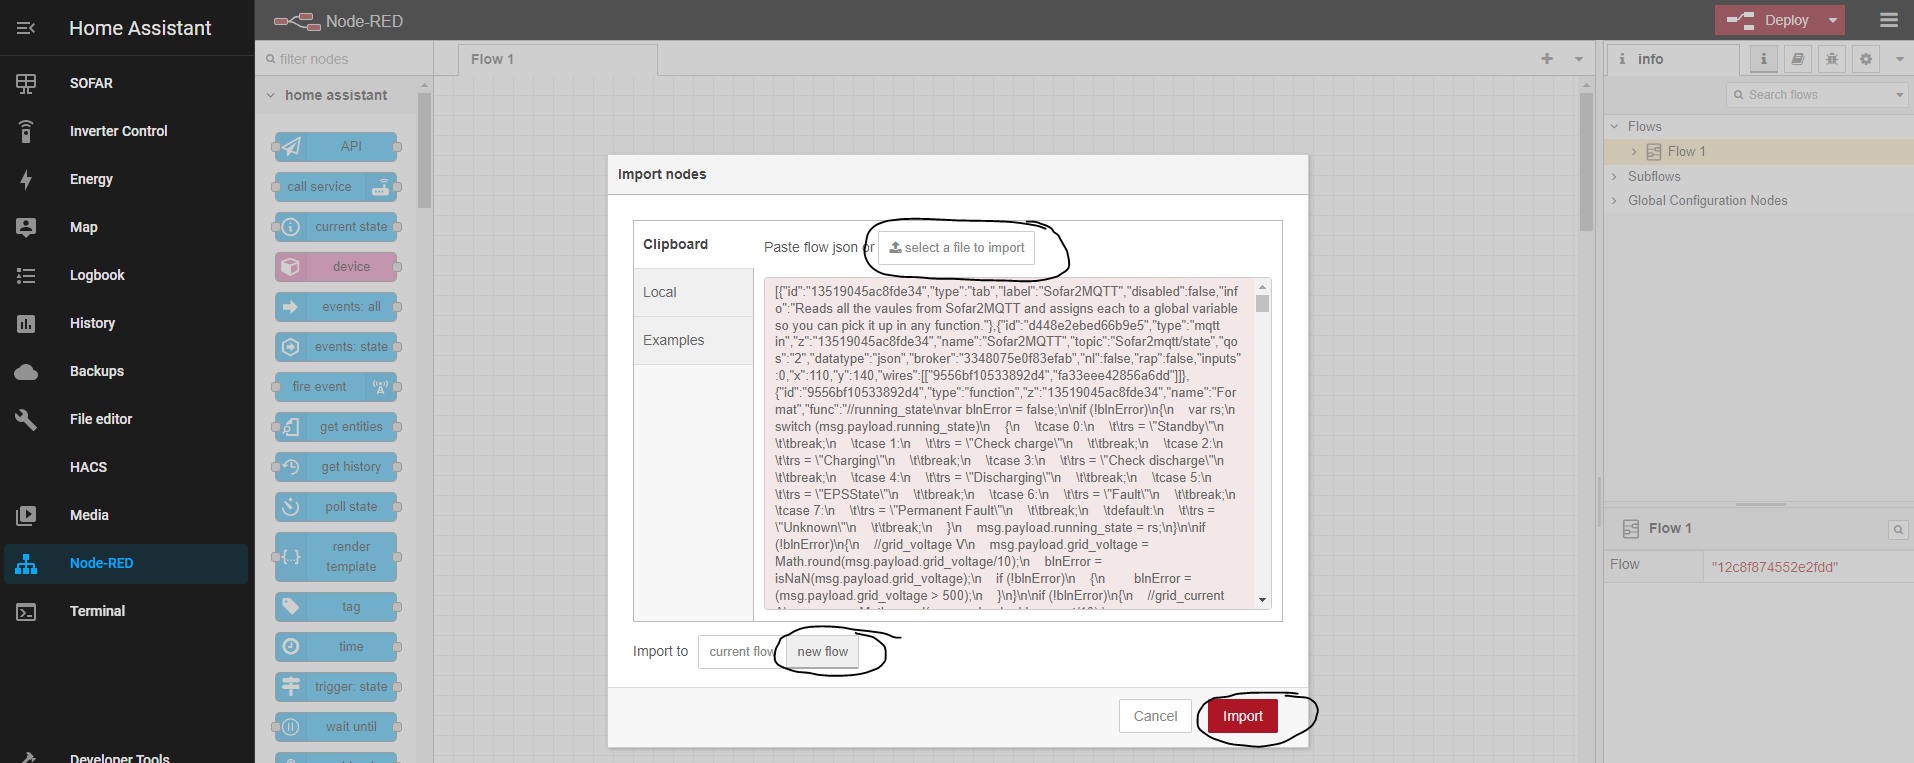 Home Assistant
SOFAR
Inverter Control
Energy
Map
Logbook
History
Backups
File editor
HACS
Media
Node-RED
Terminal
Developer Tools
Node-RED
Deploy
filter nodes
home assistant
API
call service
current state
device
events: all
events: state
fire event
get entities
get history
poll state
render
template
tag
time
trigger: state
wait until
Flow 1
Import nodes
Clipboard
Local
Examples
Paste flow json or
select a file to import
[{"id":"13519045ac8fde34","type":"tab","label":"Sofar2MQTT","disabled":false,"inf
o":"Reads all the vaules from Sofar2MQTT and assigns each to a global variable
so you can pick it up in any function."},{"id":"d448e2ebed66b9e5","type":"mqtt
in","z":"13519045ac8fde34","name":"Sofar2MQTT","topic":"Sofar2mqtt/state","qo
s":"2","datatype":"json","broker":"3348075e0f83efab","nl":false,"rap":false,"inputs"
:0,"x":110,"y":140,"wires":[["9556bf10533892d4","fa33eee42856a6dd"]]},
{"id":"9556bf10533892d4","type":"function","z":"13519045ac8fde34","name":"For
mat","func":"//running_state\nvar blnError = false;\n\nif (!blnError)\n{\n    var rs;\n
switch (msg.payload.running_state)\n    {\n    \tcase 0:\n    \t\trs = \"Standby\"\n
\t\tbreak;\n    \tcase 1:\n    \t\trs = \"Check charge\"\n    \t\tbreak;\n    \tcase 2:\n
\t\trs = \"Charging\"\n    \t\tbreak;\n    \tcase 3:\n    \t\trs = \"Check discharge\"\n
\t\tbreak;\n    \tcase 4:\n    \t\trs = \"Discharging\"\n    \t\tbreak;\n    \tcase 5:\n
\t\trs = \"EPSState\"\n    \t\tbreak;\n    \tcase 6:\n    \t\trs = \"Fault\"\n    \t\tbreak;\n
\tcase 7:\n    \t\trs = \"Permanent Fault\"\n    \t\tbreak;\n    \tdefault:\n    \t\trs =
\"Unknown\"\n    \t\tbreak;\n    }\n    msg.payload.running_state = rs;\n}\n\nif
(!blnError)\n{\n    //grid_voltage V\n    msg.payload.grid_voltage =
Math.round(msg.payload.grid_voltage/10);\n    blnError =
isNaN(msg.payload.grid_voltage);\n    if (!blnError)\n    {\n        blnError =
(msg.payload.grid_voltage > 500);\n    }\n}\n\nif (!blnError)\n{\n    //grid_current
Import to
current flow
new flow
Cancel
Import
info
Search flows
Flows
Flow 1
Subflows
Global Configuration Nodes
Flow 1
Flow
"12c8f874552e2fdd"